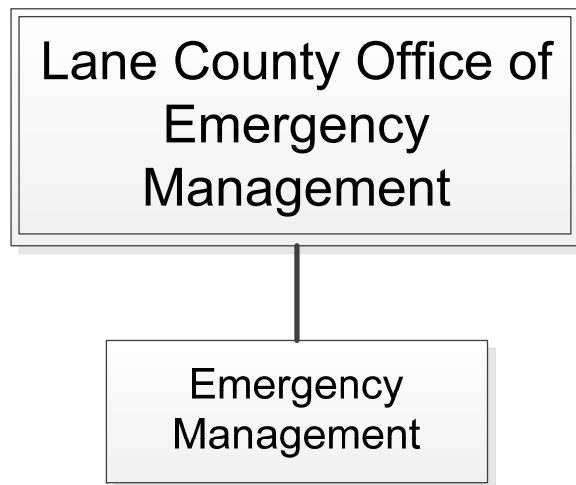 Lane County Office of
Emergency
Management
Emergency
Management